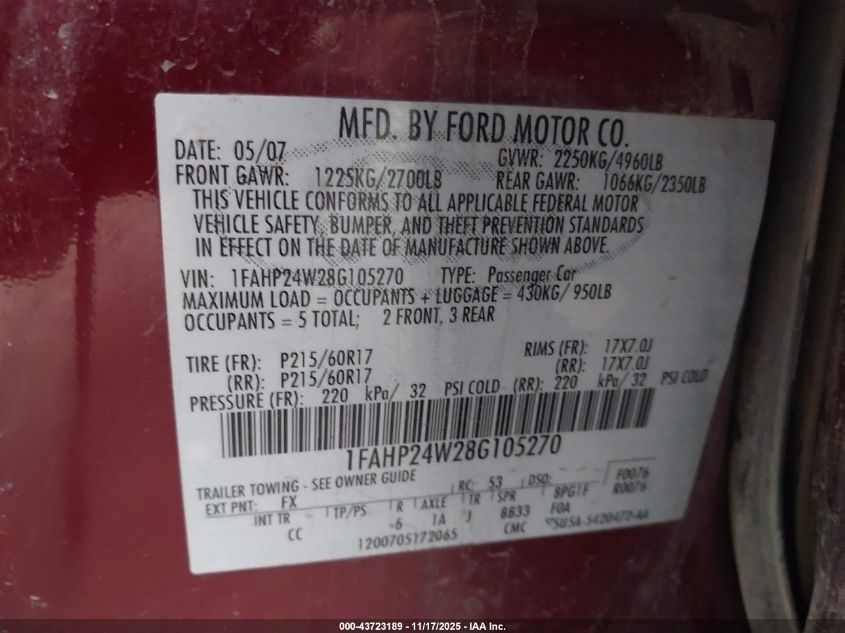 MFD. BY FORD MOTOR CO.
DATE: 05/07 GVWR: 2250KG/4960LB
FRONT GAWR: 1225KG/2700LB REAR GAWR: 1066KG/2350LB
THIS VEHICLE CONFORMS TO ALL APPLICABLE FEDERAL MOTOR
VEHICLE SAFETY, BUMPER, AND THEFT PREVENTION STANDARDS
IN EFFECT ON THE DATE OF MANUFACTURE SHOWN ABOVE.
VIN: 1FAHP24W28G105270 TYPE: Passenger Car
MAXIMUM LOAD = OCCUPANTS + LUGGAGE = 430KG/ 950LB
OCCUPANTS = 5 TOTAL; 2 FRONT, 3 REAR
TIRE (FR): P215/60R17 RIMS (FR): 17X7.0J
(RR): P215/60R17 (RR): 17X7.0J
PRESSURE (FR): 220 kPa/ 32 PSI COLD (RR): 220 kPa/ 32 PSI COLD
1FAHP24W28G105270
TRAILER TOWING - SEE OWNER GUIDE
EXT PNT: FX RC: 53 DSO: F0076
R0076
INT TR TP/PS R AXLE TR SPR 8PG1F
CC -6 1A J 8833 F0A
1200705172065 CMC
000-43723189 - 11/17/2025 - IAA Inc.